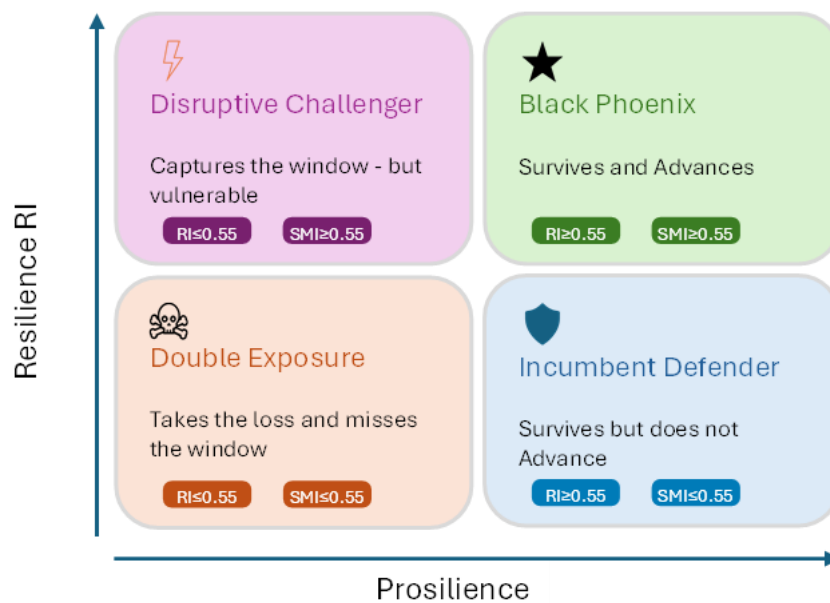 Resilience RI
Disruptive Challenger
Captures the window - but
vulnerable
RI≤0.55 SMI≥0.55
Black Phoenix
Survives and Advances
RI≥0.55 SMI≥0.55
Double Exposure
Takes the loss and misses
the window
RI≤0.55 SMI≤0.55
Incumbent Defender
Survives but does not
Advance
RI≥0.55 SMI≤0.55
Prosilience